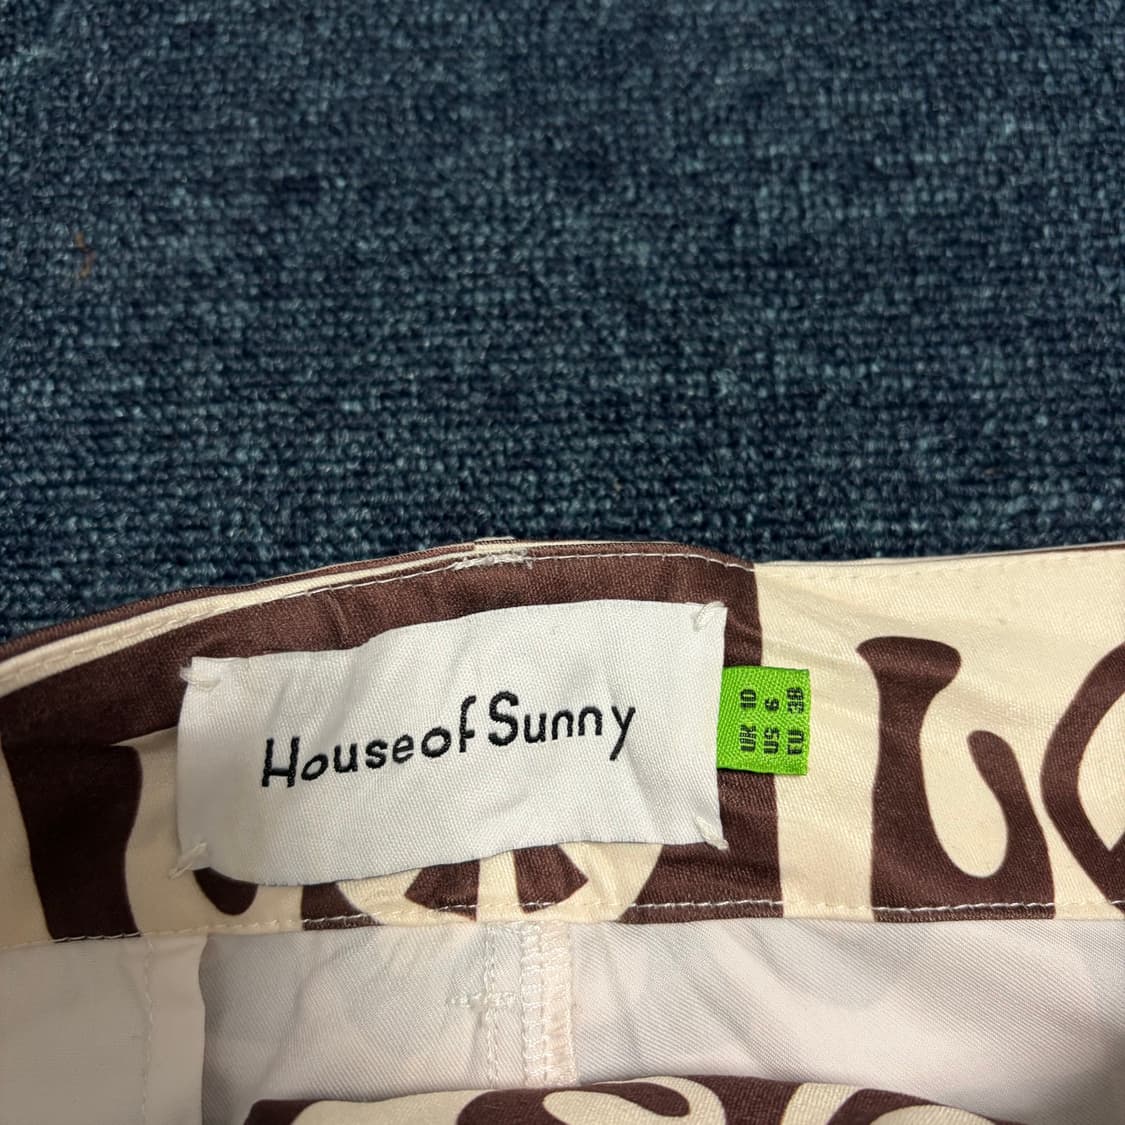 House of Sunny
UK 10
US 6
EU 38
L